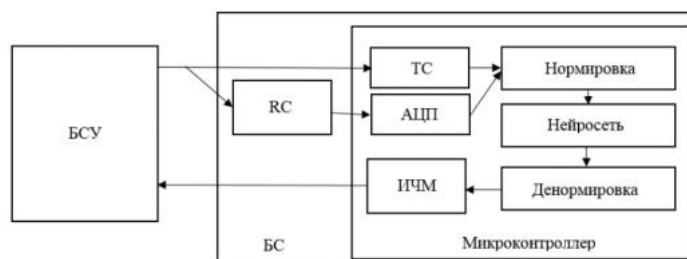 ТС
Нормировка
RC
АЦП
БСУ
Нейросеть
ИЧМ
Денормировка
БС
Микроконтроллер